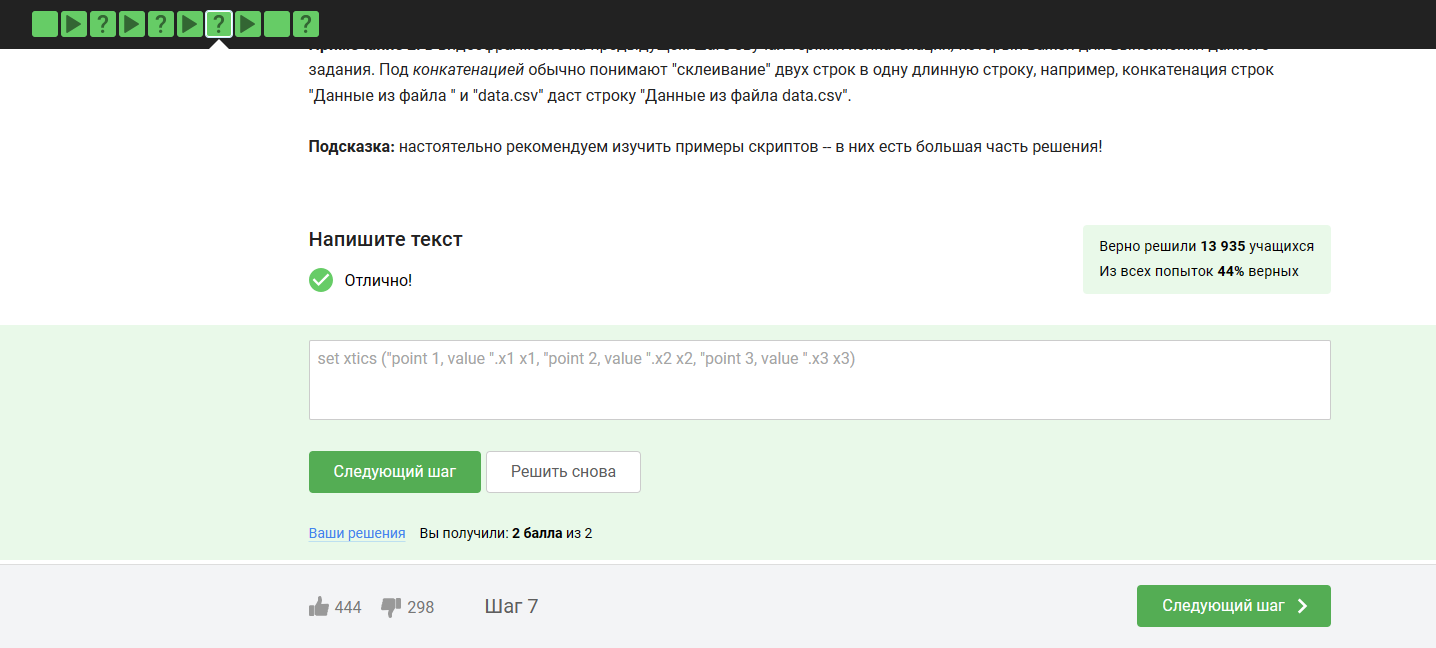 ? ? ? ?
задания. Под конкатенацией обычно понимают "склеивание" двух строк в одну длинную строку, например, конкатенация строк
"Данные из файла " и "data.csv" даст строку "Данные из файла data.csv".
Подсказка: настоятельно рекомендуем изучить примеры скриптов -- в них есть большая часть решения!
Напишите текст
Верно решили 13 935 учащихся
Из всех попыток 44% верных
Отлично!
set xtics ("point 1, value ".x1 x1, "point 2, value ".x2 x2, "point 3, value ".x3 x3)
Следующий шаг Решить снова
Ваши решения Вы получили: 2 балла из 2
444 298 Шаг 7 Следующий шаг